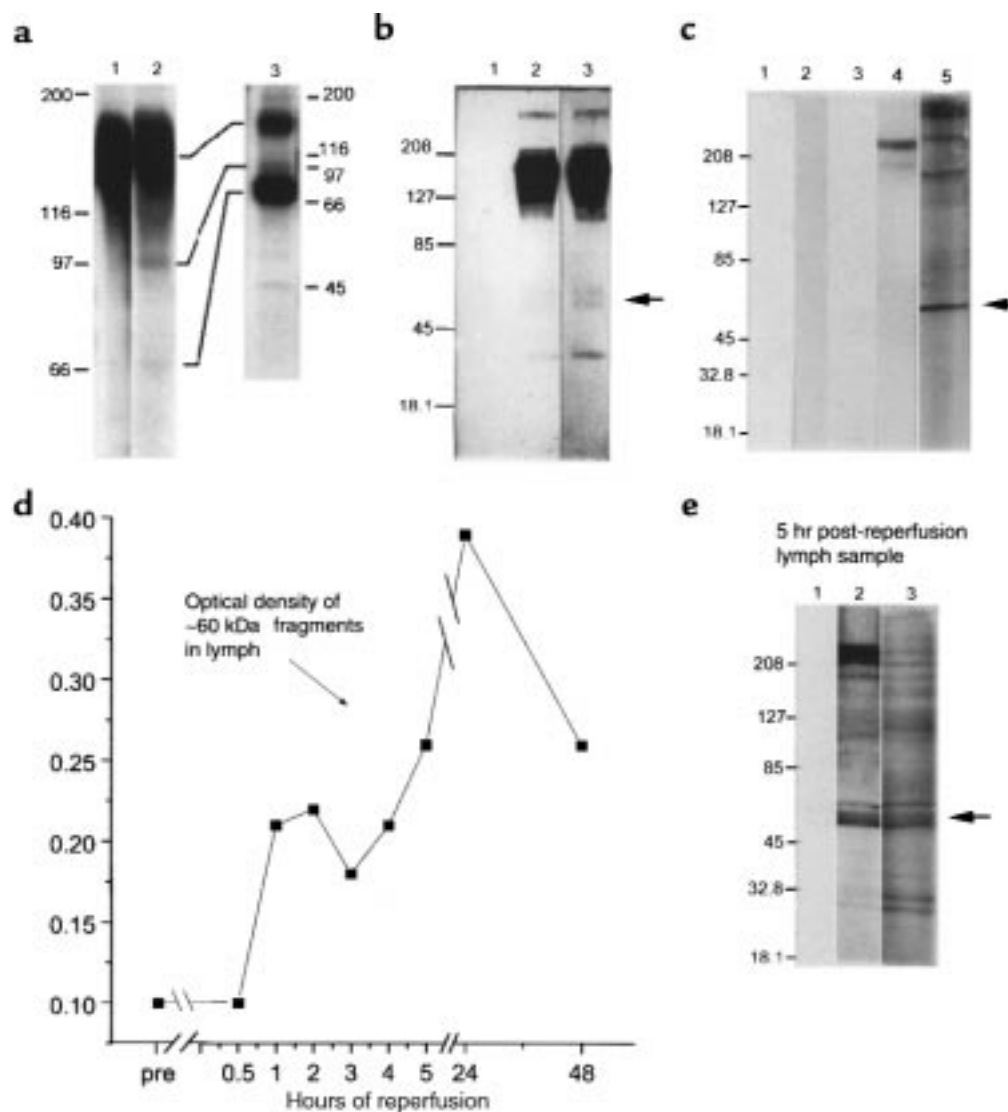 a
1 2
3
200
116
97
66
200
116
97
66
45
b
1 2 3
208
127
85
45
18.1
c
1 2 3 4 5
208
127
85
45
32.8
18.1
d
0.40
0.35
0.30
0.25
0.20
0.15
0.10
Optical density of
~60 kDa fragments
in lymph
pre 0.5 1 2 3 4 5 24 48
Hours of reperfusion
e
5 hr post-reperfusion
lymph sample
1 2 3
208
127
85
45
32.8
18.1